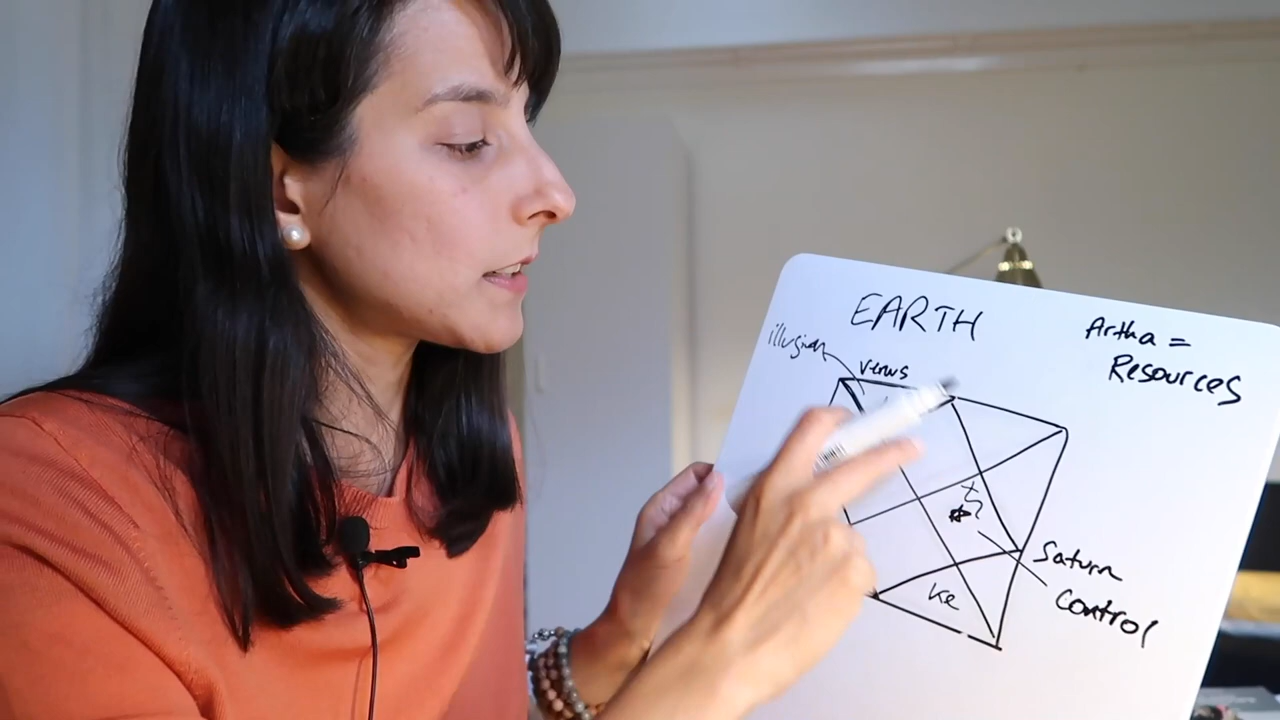 EARTH
Artha =
Resources
illusion
venus
Saturn
control
Ke